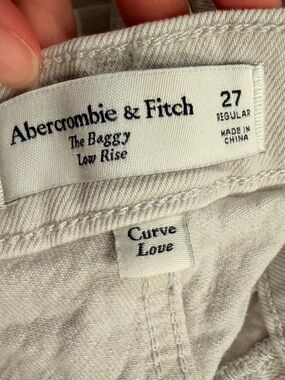 Abercrombie & Fitch
The Baggy
Low Rise
27
REGULAR
MADE IN
CHINA
Curve
Love